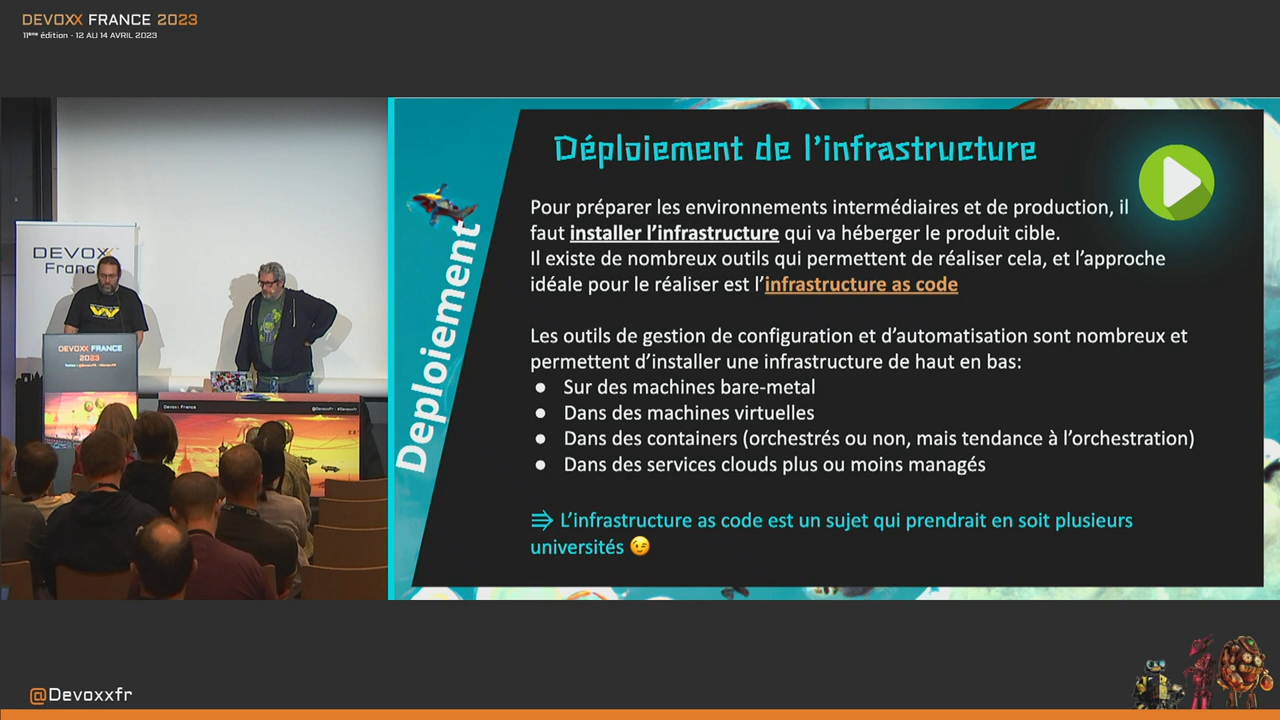 DEVOXX FRANCE 2023
11ème édition - 12 AU 14 AVRIL 2023
DEVOXX
Franc
DEVOXX FRANCE
2023
Devoxx France
@DevoxxFr - #DevoxxFr
Déploiement
Déploiement de l'infrastructure
Pour préparer les environnements intermédiaires et de production, il
faut installer l'infrastructure qui va héberger le produit cible.
Il existe de nombreux outils qui permettent de réaliser cela, et l'approche
idéale pour le réaliser est l'infrastructure as code
Les outils de gestion de configuration et d'automatisation sont nombreux et
permettent d'installer une infrastructure de haut en bas:
● Sur des machines bare-metal
● Dans des machines virtuelles
● Dans des containers (orchestrés ou non, mais tendance à l'orchestration)
● Dans des services clouds plus ou moins managés
⇛ L'infrastructure as code est un sujet qui prendrait en soit plusieurs
universités 😉
@Devoxxfr